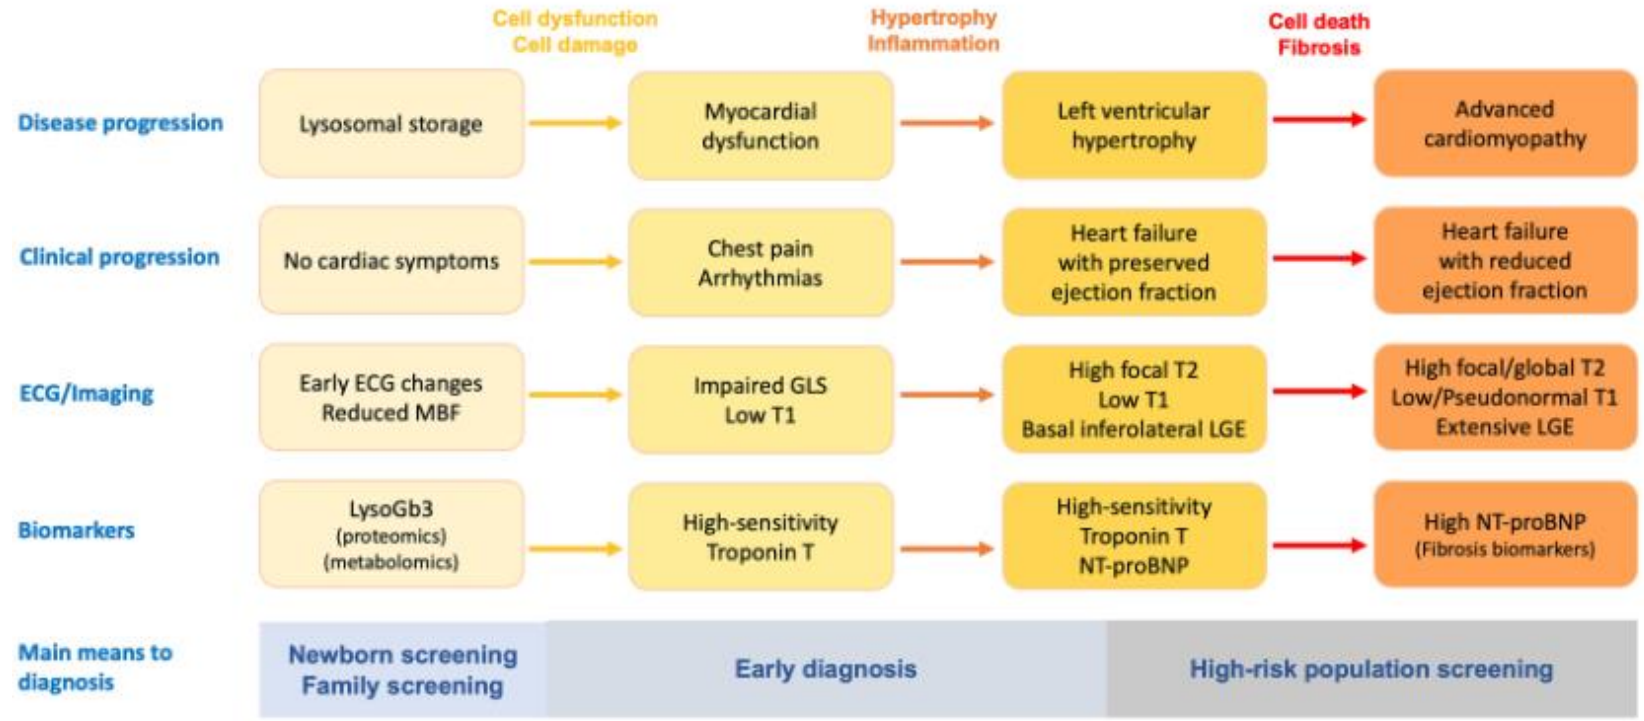 Cell dysfunction
Cell damage
Hypertrophy
Inflammation
Cell death
Fibrosis
Disease progression
Lysosomal storage
Myocardial
dysfunction
Left ventricular
hypertrophy
Advanced
cardiomyopathy
Clinical progression
No cardiac symptoms
Chest pain
Arrhythmias
Heart failure
with preserved
ejection fraction
Heart failure
with reduced
ejection fraction
ECG/Imaging
Early ECG changes
Reduced MBF
Impaired GLS
Low T1
High focal T2
Low T1
Basal inferolateral LGE
High focal/global T2
Low/Pseudonormal T1
Extensive LGE
Biomarkers
LysoGb3
(proteomics)
(metabolomics)
High-sensitivity
Troponin T
High-sensitivity
Troponin T
NT-proBNP
High NT-proBNP
(Fibrosis biomarkers)
Main means to
diagnosis
Newborn screening
Family screening
Early diagnosis
High-risk population screening